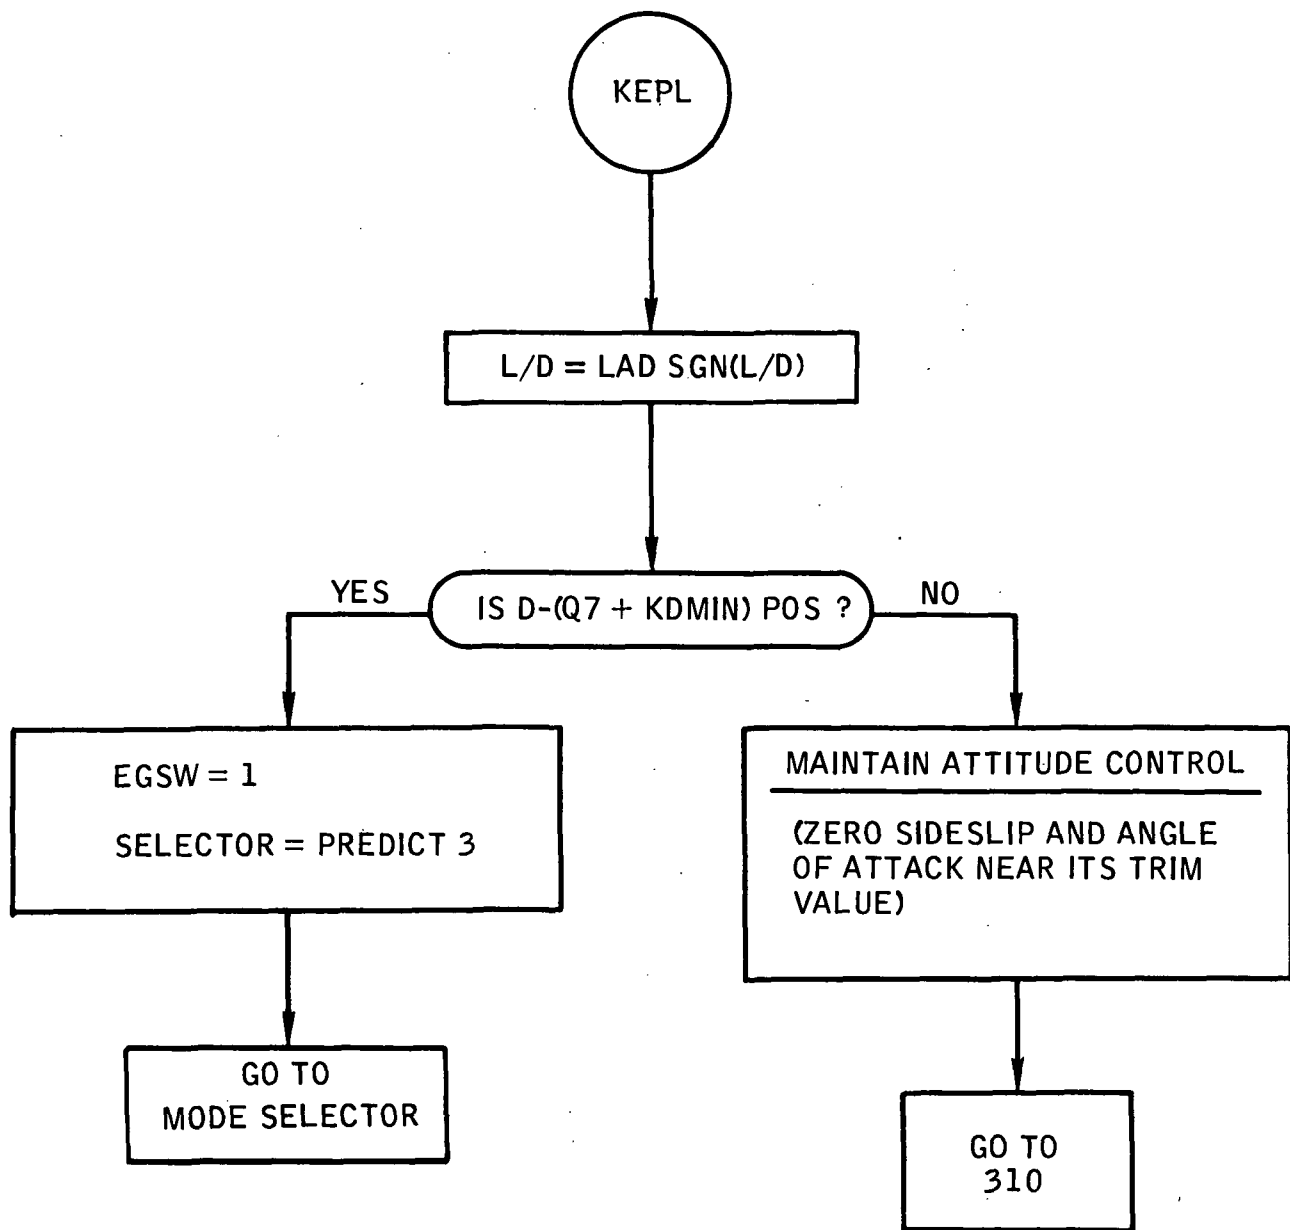 KEPL
L/D = LAD SGN(L/D)
IS D-(Q7 + KDMIN) POS ?
YES
NO
EGSW = 1
SELECTOR = PREDICT 3
GO TO
MODE SELECTOR
MAINTAIN ATTITUDE CONTROL
(ZERO SIDESLIP AND ANGLE
OF ATTACK NEAR ITS TRIM
VALUE)
GO TO
310